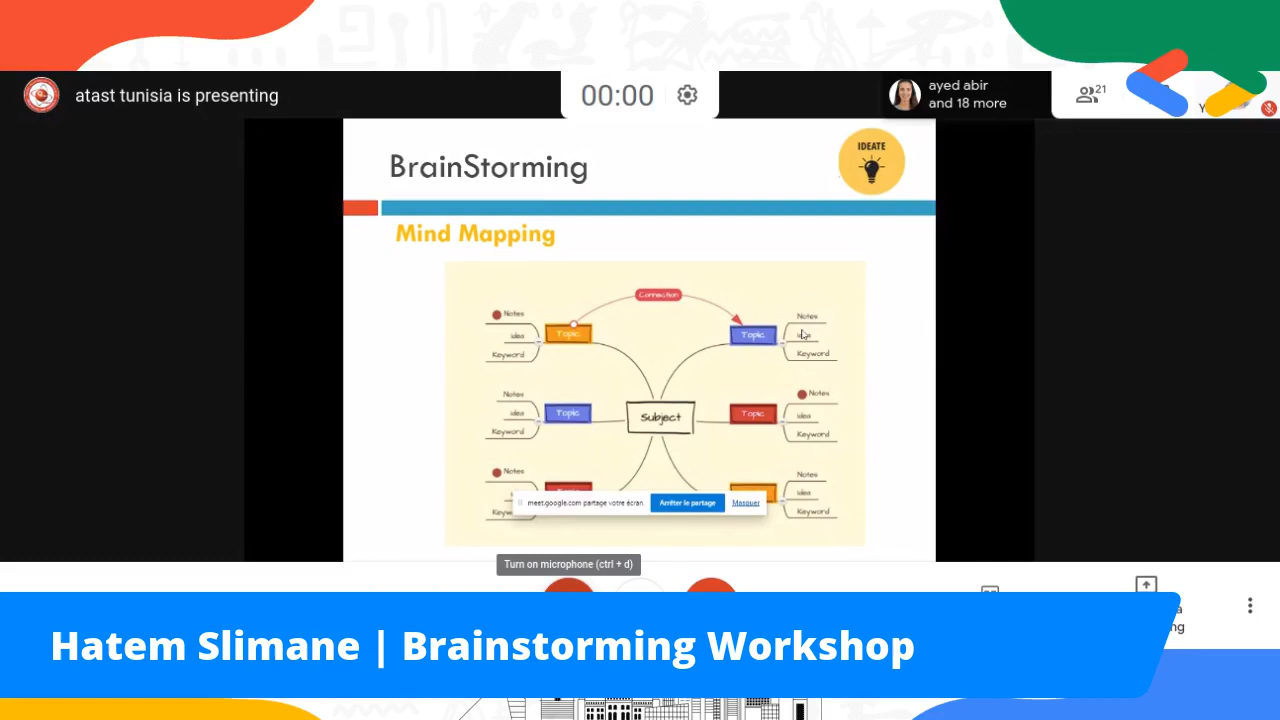 atast tunisia is presenting
00:00
ayed abir
and 18 more
21
BrainStorming
IDEATE
Mind Mapping
Connection
Notes
Topic
idea
Keyword
Notes
Topic
Keyword
Notes
Topic
idea
Keyword
Subject
Notes
Topic
idea
Keyword
Notes
Notes
idea
Keyword
meet.google.com partage votre écran.
Arrêter le partage
Masquer
Turn on microphone (ctrl + d)
Hatem Slimane | Brainstorming Workshop